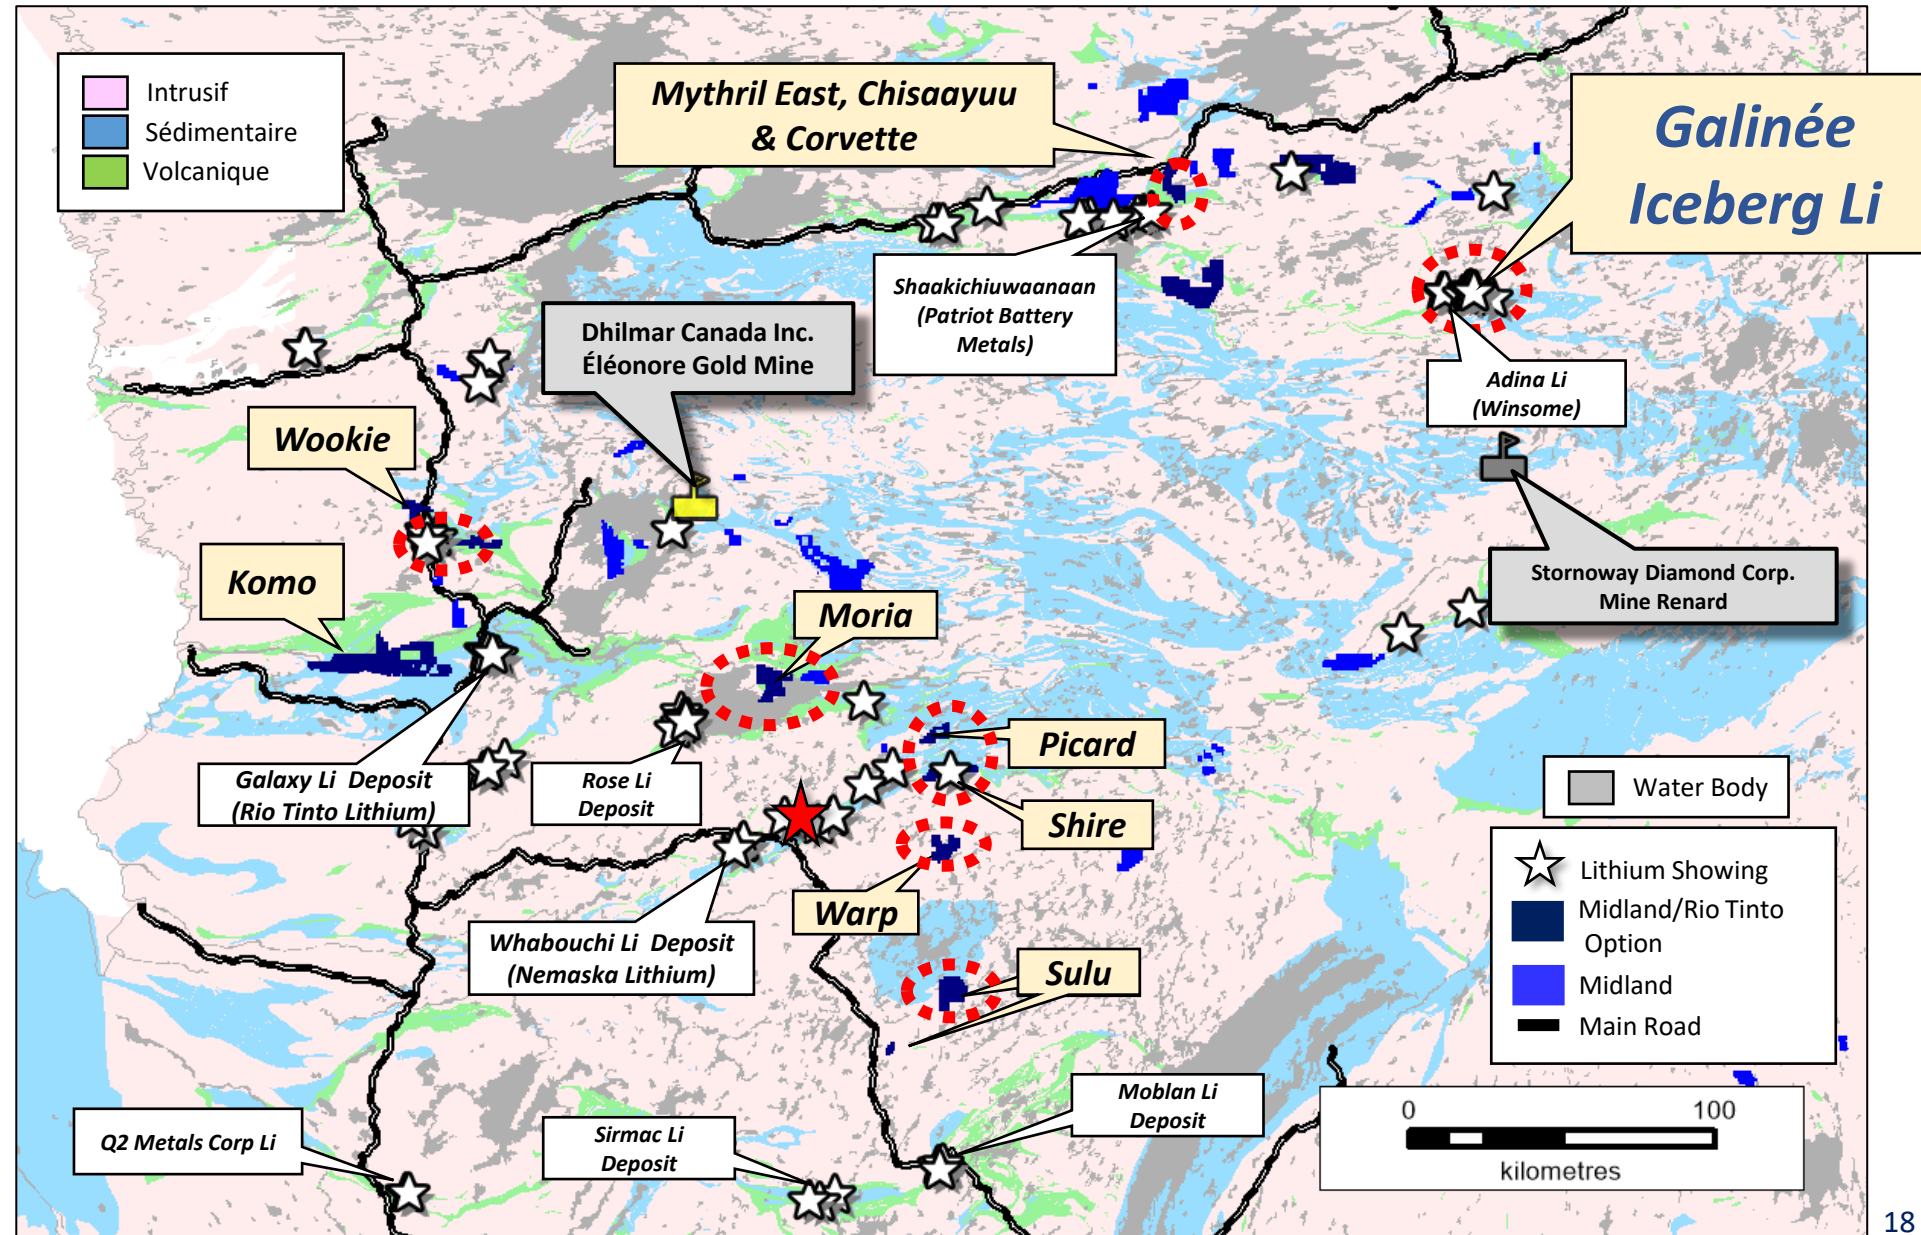 Intrusif
Sédimentaire
Volcanique
Mythril East, Chisaayuu
& Corvette
Galinée
Iceberg Li
Shaakichiuwaanaan
(Patriot Battery
Metals)
Dhilmar Canada Inc.
Éléonore Gold Mine
Adina Li
(Winsome)
Wookie
Stornoway Diamond Corp.
Mine Renard
Komo
Moria
Picard
Galaxy Li Deposit
(Rio Tinto Lithium)
Rose Li
Deposit
Shire
Water Body
Warp
Whabouchi Li Deposit
(Nemaska Lithium)
Sulu
Lithium Showing
Midland/Rio Tinto
Option
Midland
Main Road
Q2 Metals Corp Li
Sirmac Li
Deposit
Moblan Li
Deposit
0 100
kilometres
18